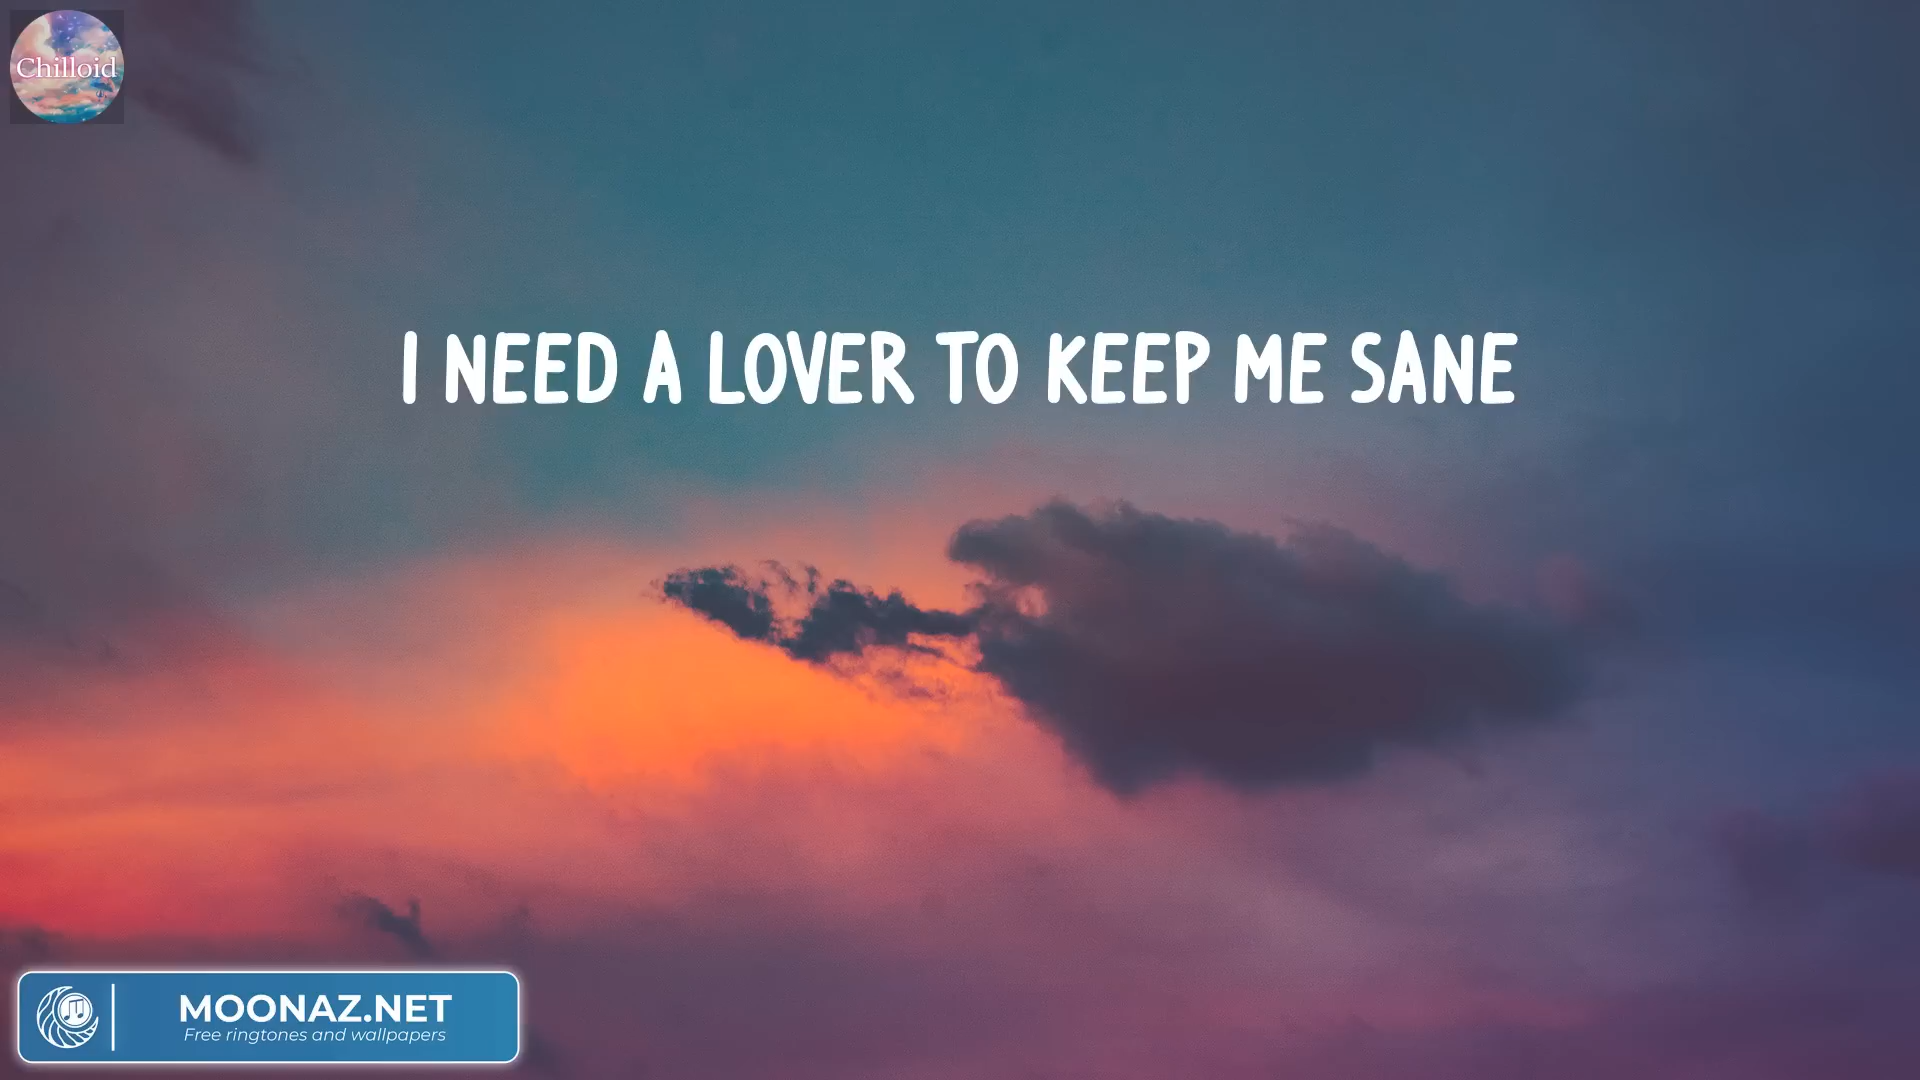 Chilloid
I NEED A LOVER TO KEEP ME SANE
MOONAZ.NET
Free ringtones and wallpapers